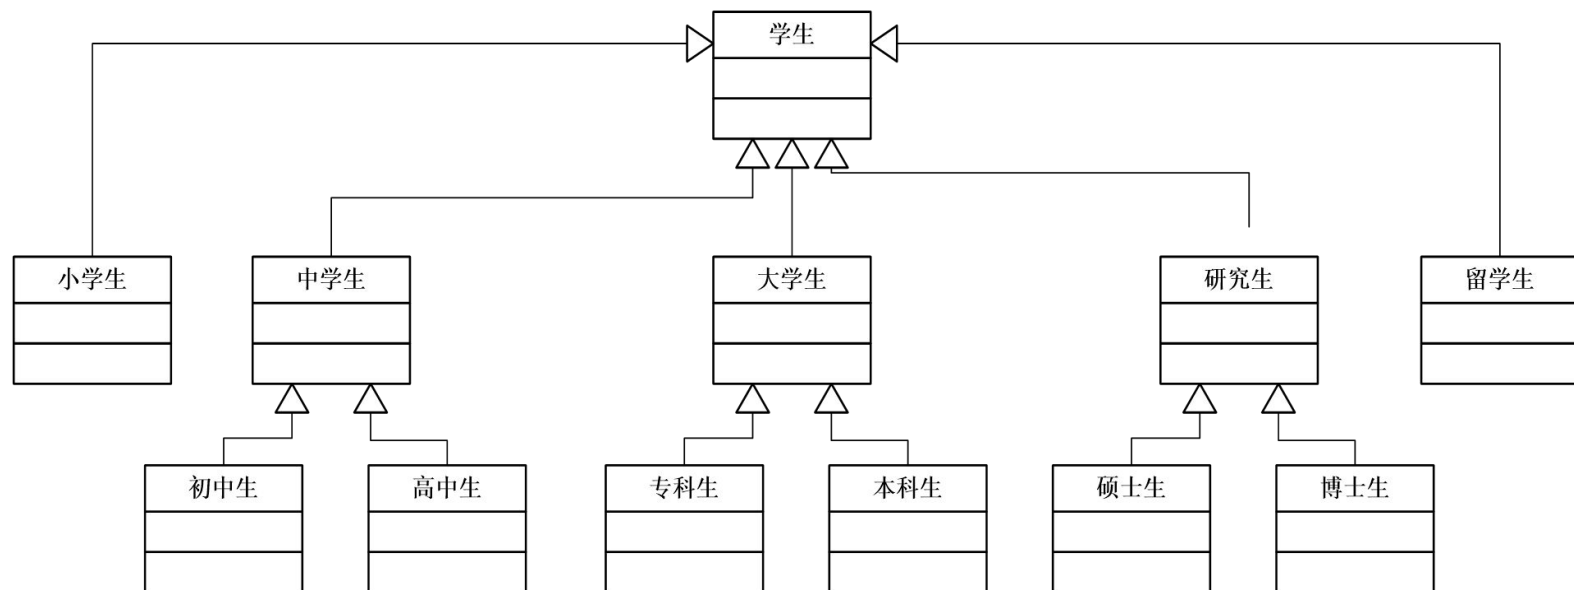 学生
小学生
中学生
大学生
研究生
留学生
初中生
高中生
专科生
本科生
硕士生
博士生